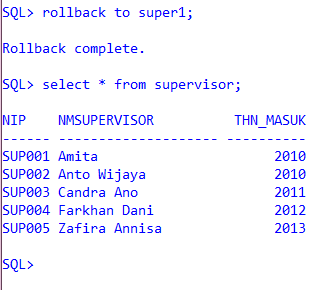 SQL> rollback to super1;
Rollback complete.
SQL> select * from supervisor;
NIP    NMSUPERVISOR         THN_MASUK
------ -------------------- ----------
SUP001 Amita                      2010
SUP002 Anto Wijaya                2010
SUP003 Candra Ano                 2011
SUP004 Farkhan Dani               2012
SUP005 Zafira Annisa              2013
SQL>